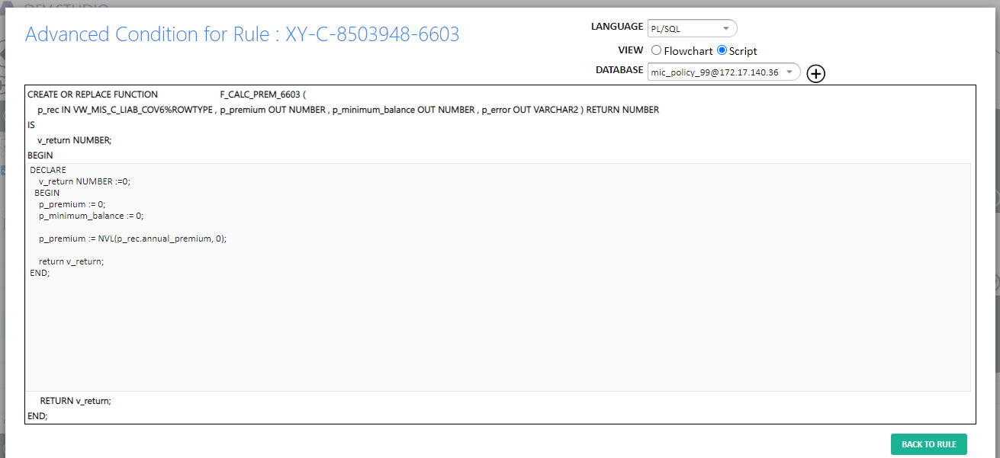 DEV STUDIO
Advanced Condition for Rule : XY-C-8503948-6603
LANGUAGE PL/SQL
VIEW Flowchart Script
DATABASE mic_policy_99@172.17.140.36
CREATE OR REPLACE FUNCTION F_CALC_PREM_6603 (
p_rec IN VW_MIS_C_LIAB_COV6%ROWTYPE , p_premium OUT NUMBER , p_minimum_balance OUT NUMBER , p_error OUT VARCHAR2 ) RETURN NUMBER
IS
v_return NUMBER;
BEGIN
DECLARE
v_return NUMBER :=0;
BEGIN
p_premium := 0;
p_minimum_balance := 0;
p_premium := NVL(p_rec.annual_premium, 0);
return v_return;
END;
RETURN v_return;
END;
BACK TO RULE